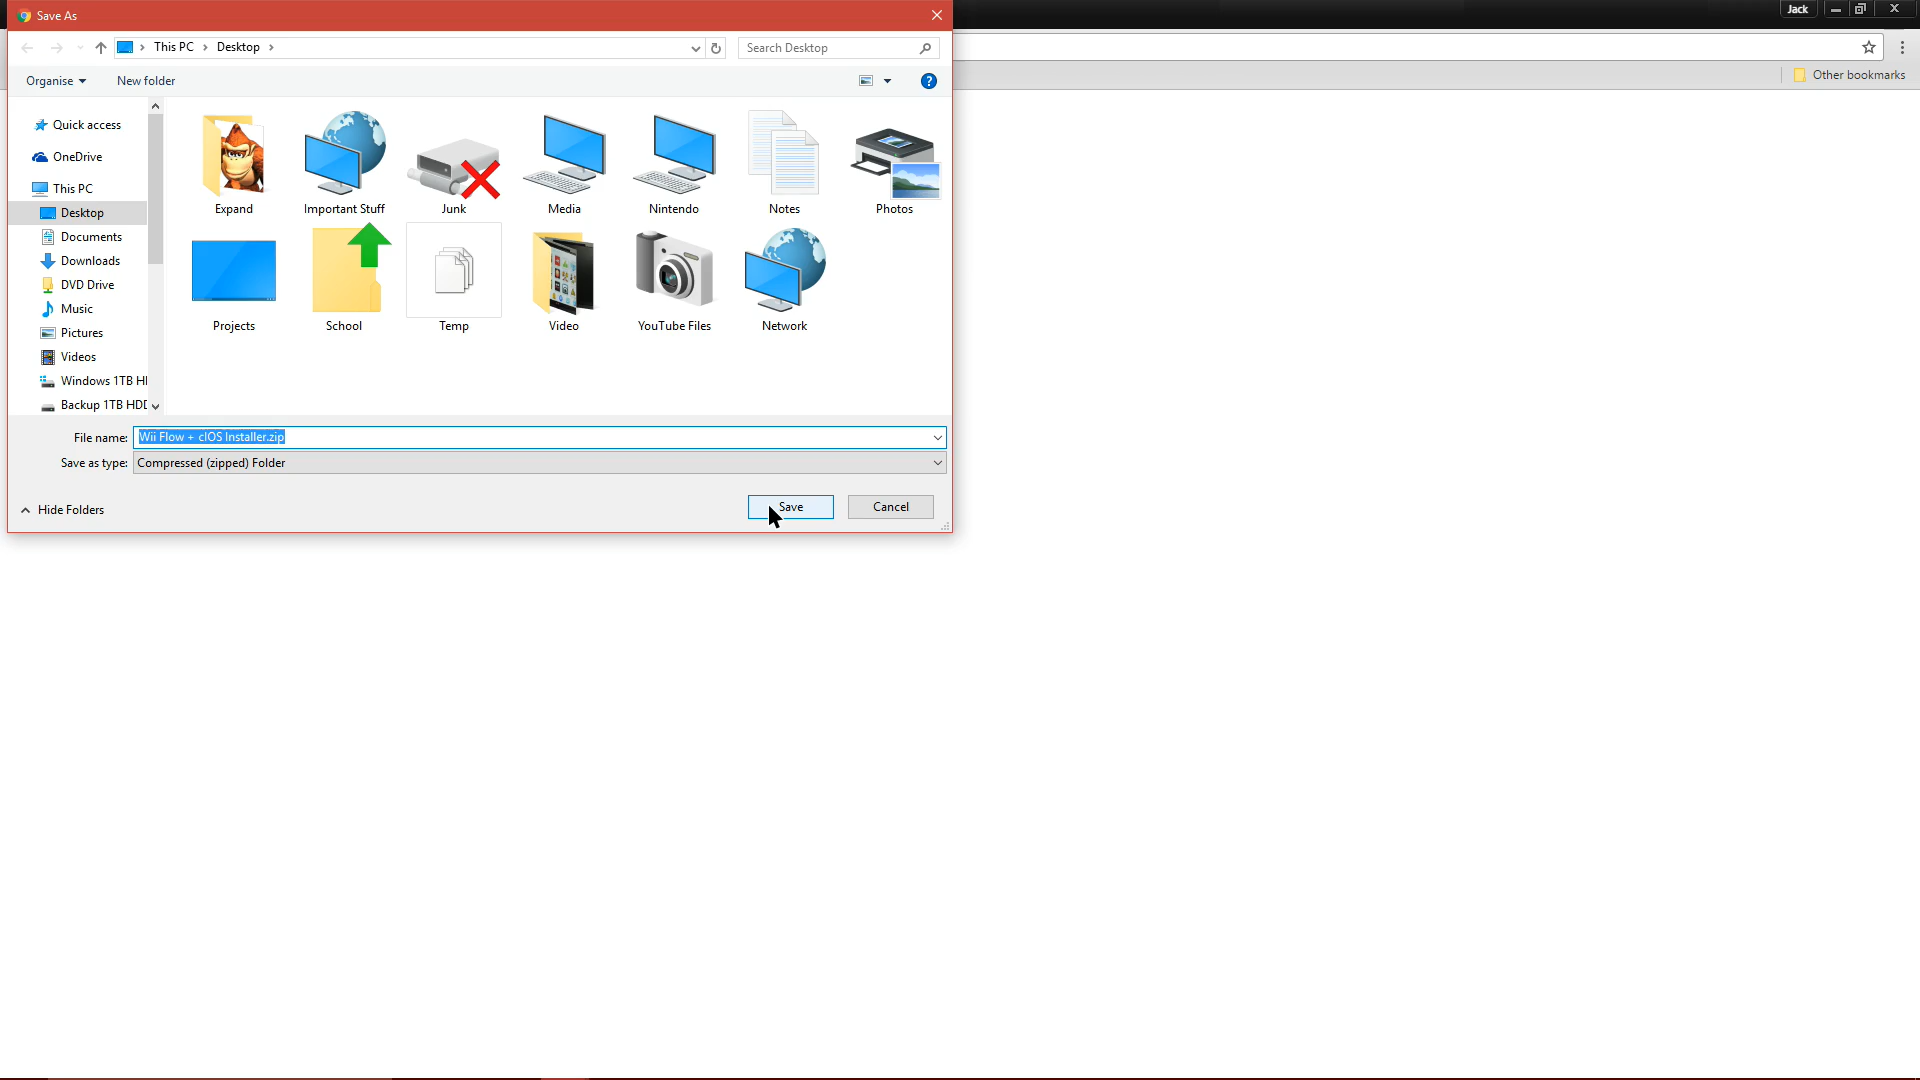 Save As
Jack
This PC > Desktop >
Search Desktop
Other bookmarks
Organise
New folder
?
Quick access
OneDrive
This PC
Desktop
Documents
Downloads
DVD Drive
Music
Pictures
Videos
Windows 1TB H
Backup 1TB HDD
Expand
Important Stuff
Junk
Media
Nintendo
Notes
Photos
Projects
School
Temp
Video
YouTube Files
Network
File name: Wii Flow + cIOS Installer.zip
Save as type: Compressed (zipped) Folder
Hide Folders
Save
Cancel